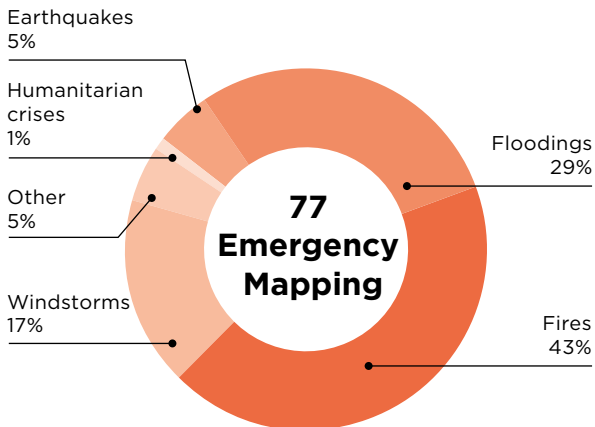 Earthquakes
5%
Humanitarian
crises
1%
Other
5%
Windstorms
17%
77
Emergency
Mapping
Floodings
29%
Fires
43%